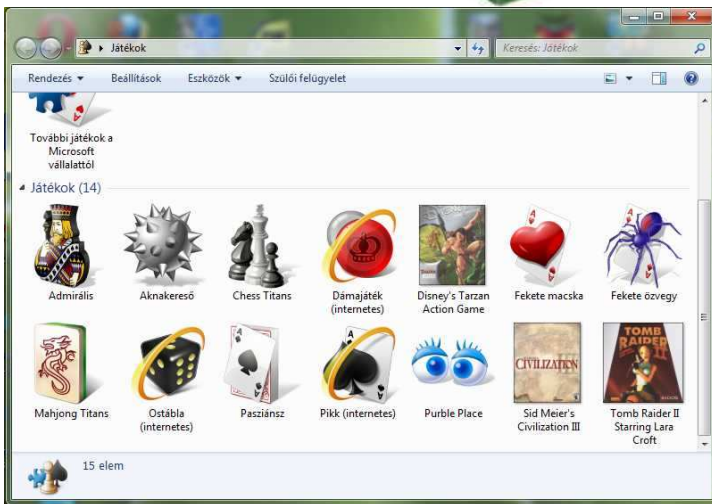 Játékok
Keresés: Játékok
Rendezés
Beállítások
Eszközök
Szülői felügyelet
További játékok a
Microsoft
vállalattól
Játékok (14)
Admirális
Aknakereső
Chess Titans
Dámajáték
(internetes)
Disney's Tarzan
Action Game
Fekete macska
Fekete özvegy
Mahjong Titans
Ostábla
(internetes)
Pasziánsz
Pikk (internetes)
Purble Place
CIVILIZATION
Sid Meier's
Civilization III
TOMB
RAIDER II
Tomb Raider II
Starring Lara
Croft
15 elem